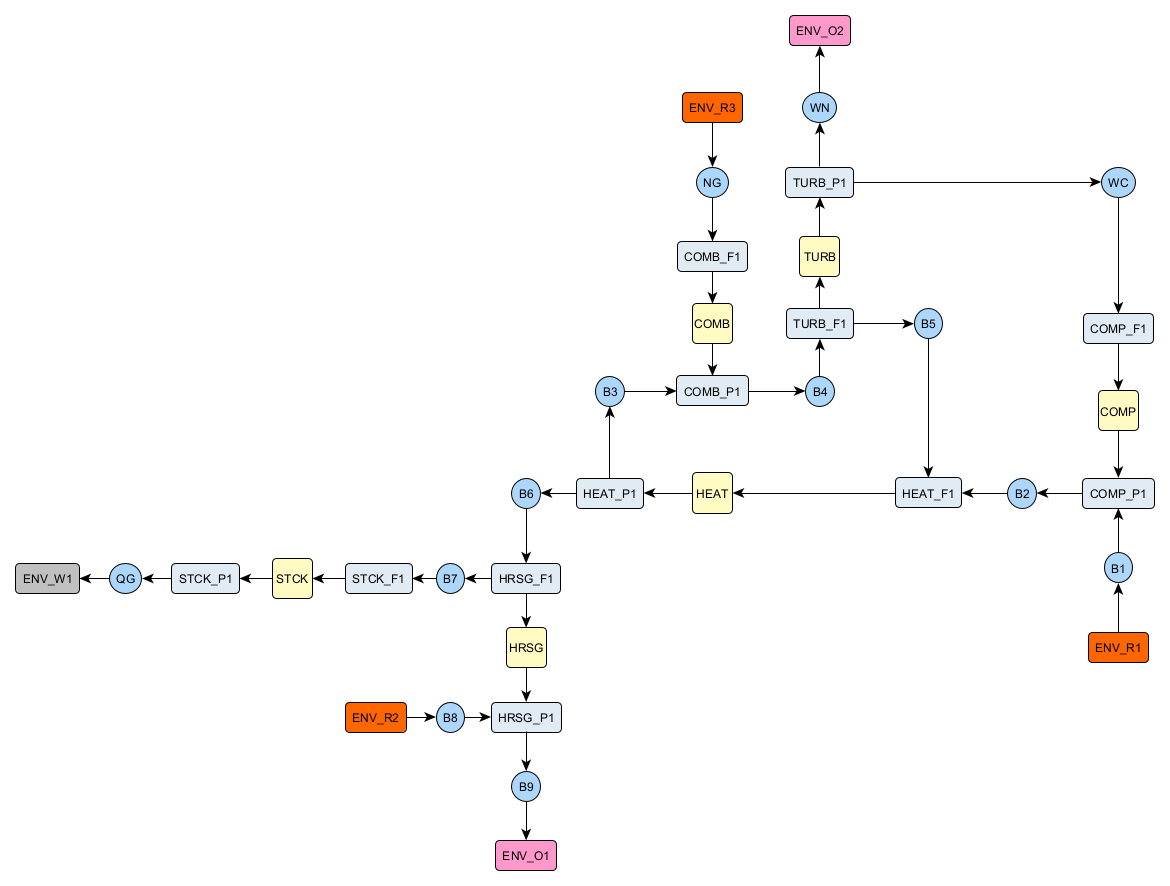 ENV_O2
ENV_R3
WN
NG
TURB_P1
WC
COMB_F1
TURB
COMB
TURB_F1
B5
COMP_F1
B3
COMB_P1
B4
COMP
B6
HEAT_P1
HEAT
HEAT_F1
B2
COMP_P1
ENV_W1
QG
STCK_P1
STCK
STCK_F1
B7
HRSG_F1
B1
HRSG
ENV_R1
ENV_R2
B8
HRSG_P1
B9
ENV_O1